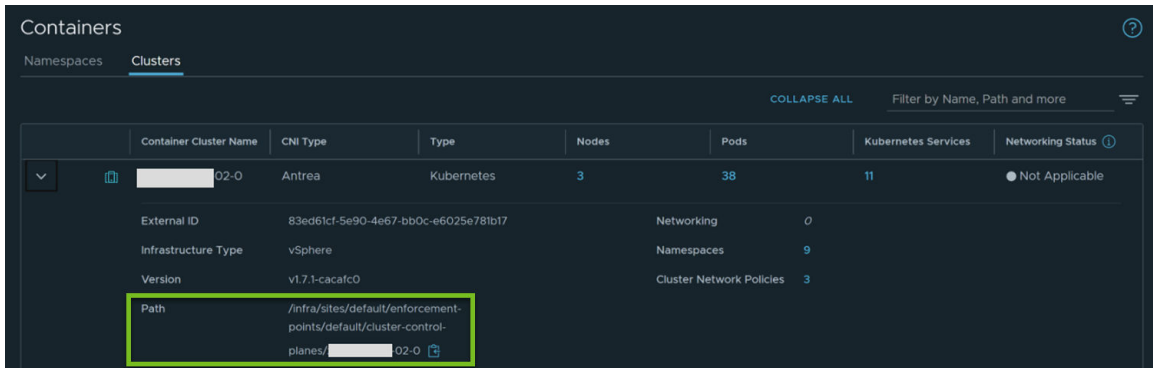 Containers
Namespaces Clusters
COLLAPSE ALL Filter by Name, Path and more
Container Cluster Name CNI Type Type Nodes Pods Kubernetes Services Networking Status
02-0 Antrea Kubernetes 3 38 11 Not Applicable
External ID 83ed61cf-5e90-4e67-bb0c-e6025e781b17 Networking 0
Infrastructure Type vSphere Namespaces 9
Version v1.7.1-cacafc0 Cluster Network Policies 3
Path /infra/sites/default/enforcement-
points/default/cluster-control-
planes/ -02-0